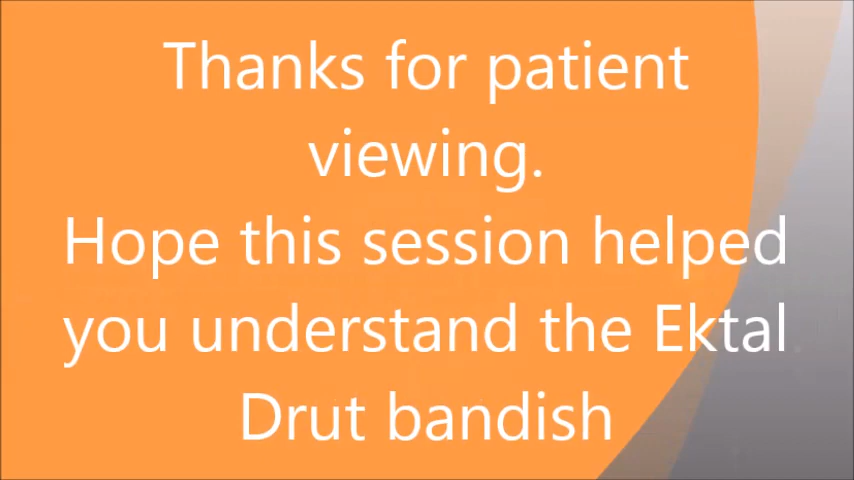 Thanks for patient
viewing.
Hope this session helped
you understand the Ektal
Drut bandish